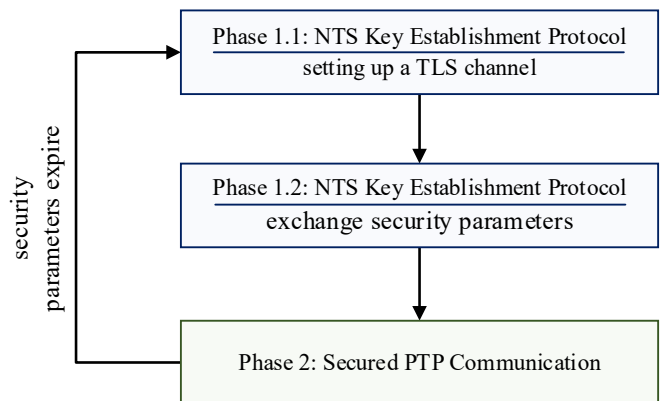 Phase 1.1: NTS Key Establishment Protocol
setting up a TLS channel
security
parameters expire
Phase 1.2: NTS Key Establishment Protocol
exchange security parameters
Phase 2: Secured PTP Communication